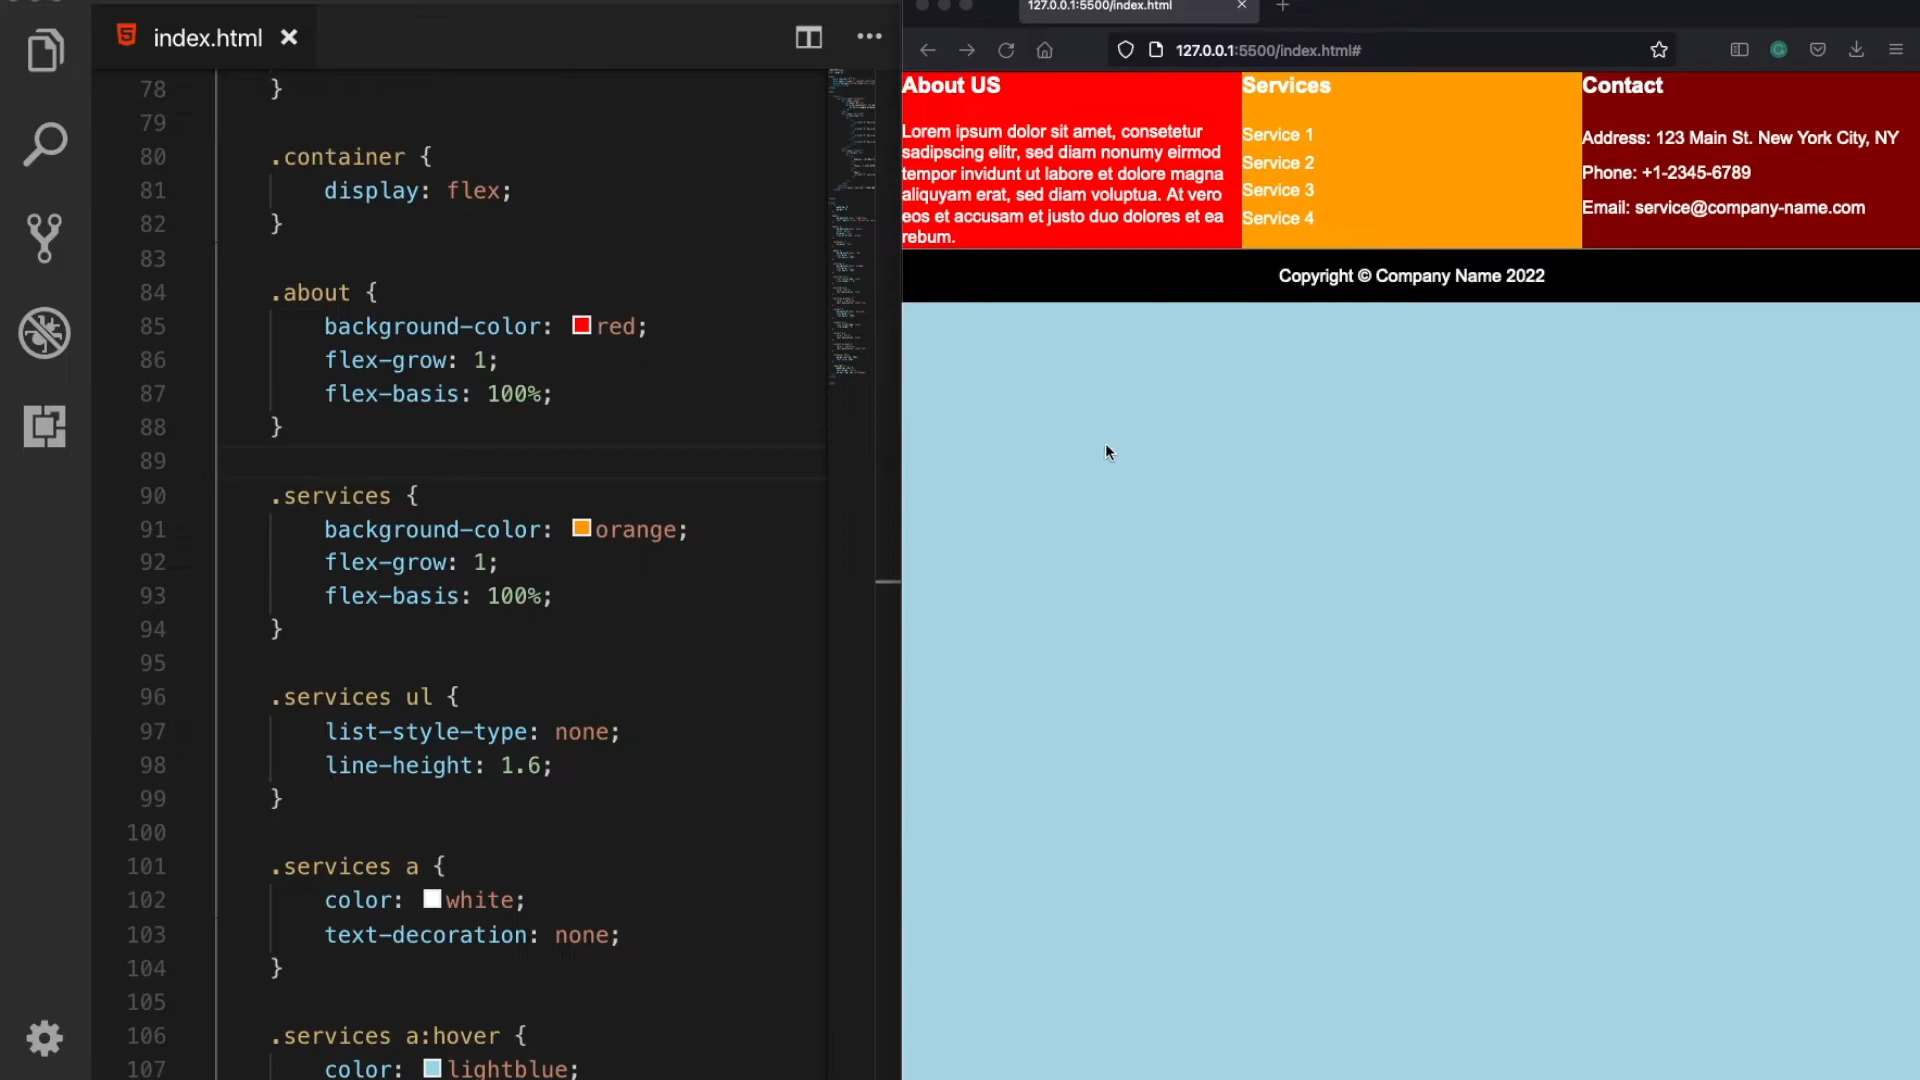 index.html
78 }
79
80 .container {
81 display: flex;
82 }
83
84 .about {
85 background-color: red;
86 flex-grow: 1;
87 flex-basis: 100%;
88 }
89
90 .services {
91 background-color: orange;
92 flex-grow: 1;
93 flex-basis: 100%;
94 }
95
96 .services ul {
97 list-style-type: none;
98 line-height: 1.6;
99 }
100
101 .services a {
102 color: white;
103 text-decoration: none;
104 }
105
106 .services a:hover {
107 color: lightblue;
127.0.0.1:5500/index.html
127.0.0.1:5500/index.html#
About US
Lorem ipsum dolor sit amet, consetetur
sadipscing elitr, sed diam nonumy eirmod
tempor invidunt ut labore et dolore magna
aliquyam erat, sed diam voluptua. At vero
eos et accusam et justo duo dolores et ea
rebum.
Services
Service 1
Service 2
Service 3
Service 4
Contact
Address: 123 Main St. New York City, NY
Phone: +1-2345-6789
Email: service@company-name.com
Copyright © Company Name 2022